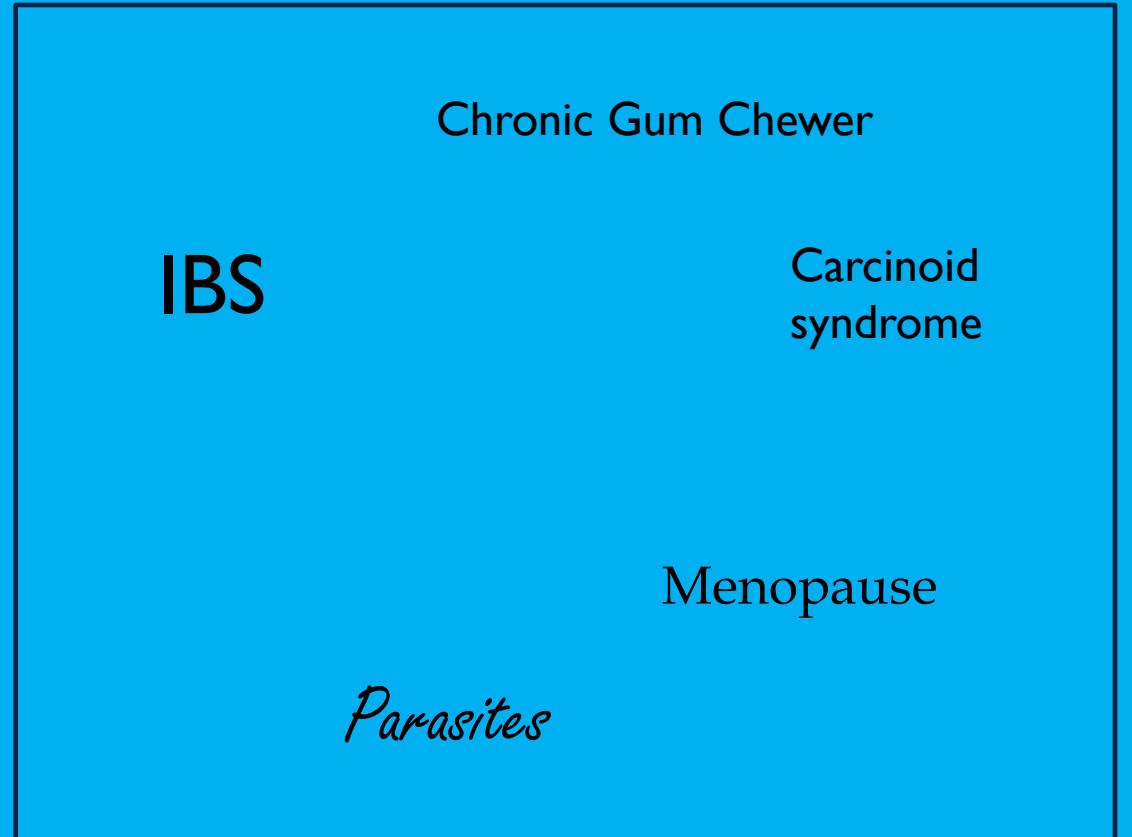 Chronic Gum Chewer
IBS
Carcinoid
syndrome
Menopause
Parasites